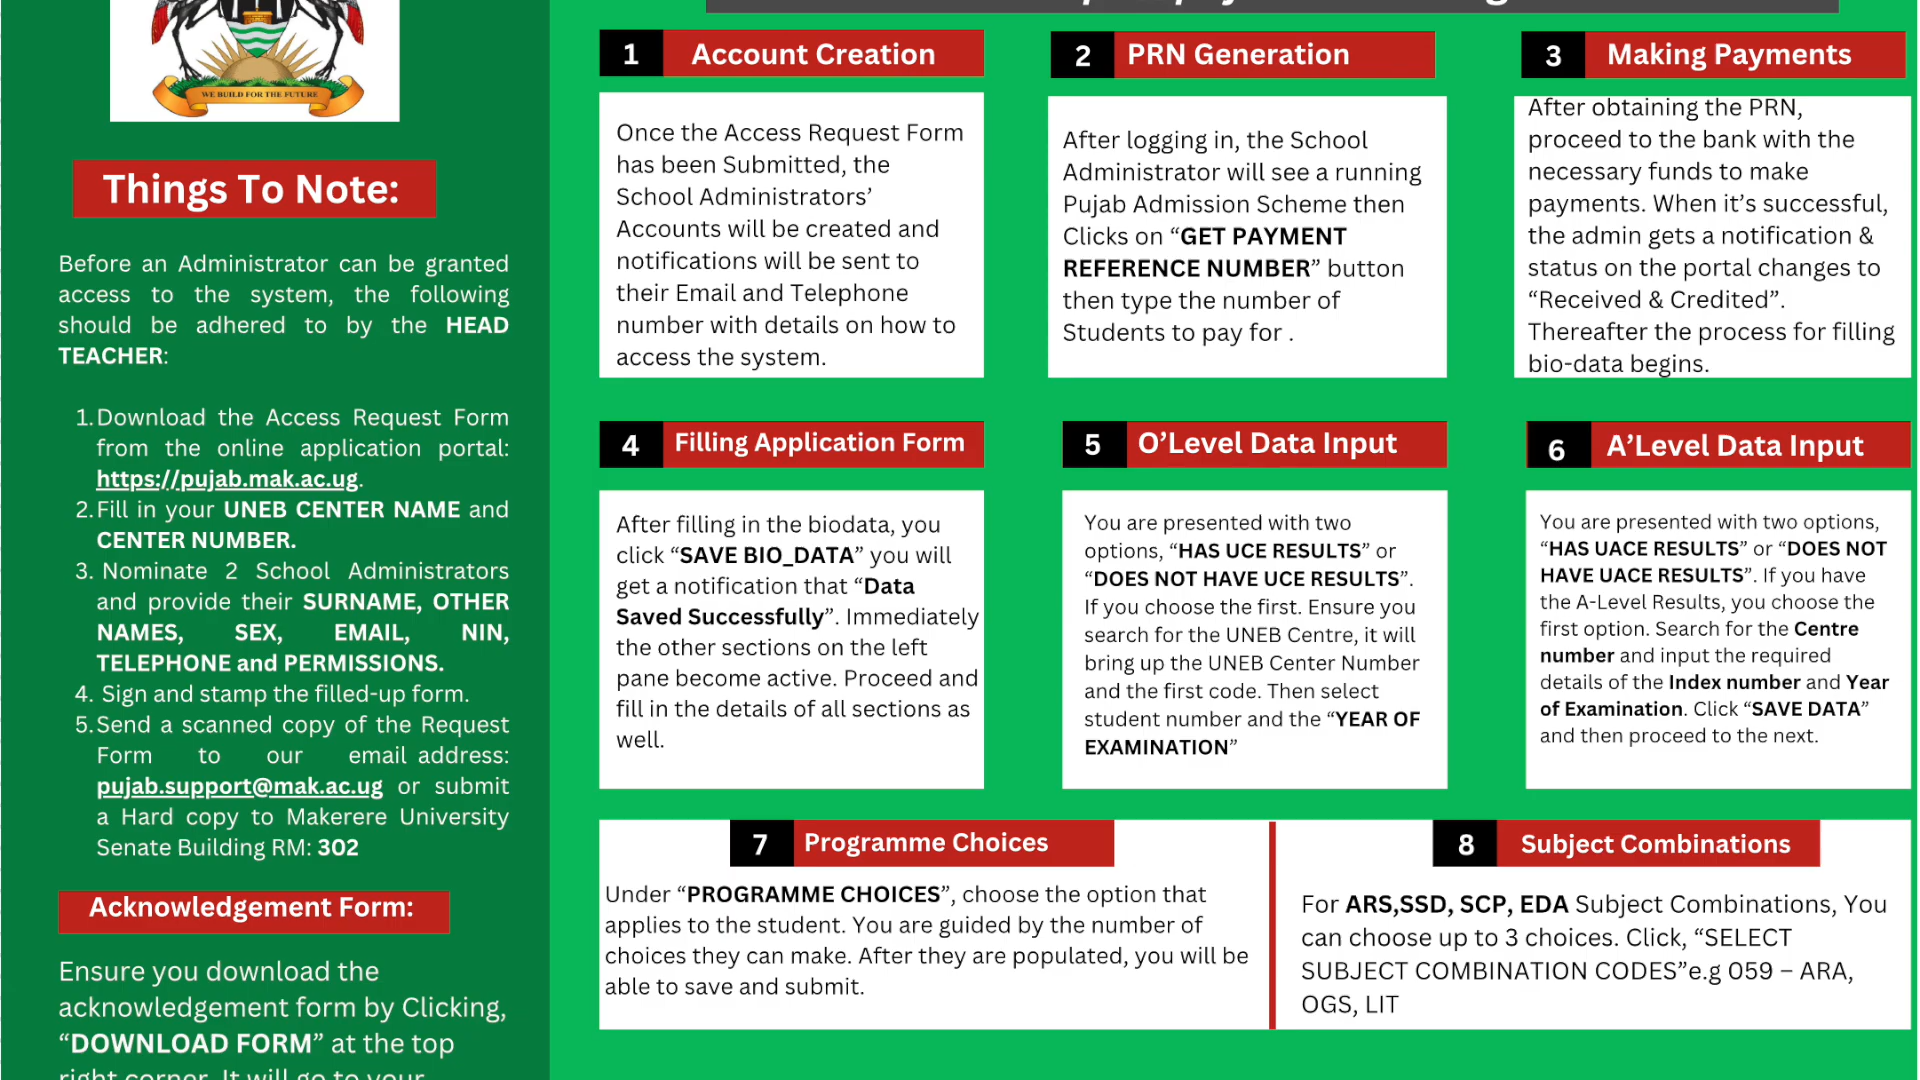 WE BUILD FOR THE FUTURE
Things To Note:
Before an Administrator can be granted
access to the system, the following
should be adhered to by the HEAD
TEACHER:
1.Download the Access Request Form
from the online application portal:
https://pujab.mak.ac.ug.
2.Fill in your UNEB CENTER NAME and
CENTER NUMBER.
3. Nominate 2 School Administrators
and provide their SURNAME, OTHER
NAMES, SEX, EMAIL, NIN,
TELEPHONE and PERMISSIONS.
4. Sign and stamp the filled-up form.
5.Send a scanned copy of the Request
Form to our email address:
pujab.support@mak.ac.ug or submit
a Hard copy to Makerere University
Senate Building RM: 302
Acknowledgement Form:
Ensure you download the
acknowledgement form by Clicking,
“DOWNLOAD FORM” at the top
right corner. It will go to your
1 Account Creation
Once the Access Request Form
has been Submitted, the
School Administrators’
Accounts will be created and
notifications will be sent to
their Email and Telephone
number with details on how to
access the system.
2 PRN Generation
After logging in, the School
Administrator will see a running
Pujab Admission Scheme then
Clicks on “GET PAYMENT
REFERENCE NUMBER” button
then type the number of
Students to pay for .
3 Making Payments
After obtaining the PRN,
proceed to the bank with the
necessary funds to make
payments. When it’s successful,
the admin gets a notification &
status on the portal changes to
“Received & Credited”.
Thereafter the process for filling
bio-data begins.
4 Filling Application Form
After filling in the biodata, you
click “SAVE BIO_DATA” you will
get a notification that “Data
Saved Successfully”. Immediately
the other sections on the left
pane become active. Proceed and
fill in the details of all sections as
well.
5 O’Level Data Input
You are presented with two
options, “HAS UCE RESULTS” or
“DOES NOT HAVE UCE RESULTS”.
If you choose the first. Ensure you
search for the UNEB Centre, it will
bring up the UNEB Center Number
and the first code. Then select
student number and the “YEAR OF
EXAMINATION”
6 A’Level Data Input
You are presented with two options,
“HAS UACE RESULTS” or “DOES NOT
HAVE UACE RESULTS”. If you have
the A-Level Results, you choose the
first option. Search for the Centre
number and input the required
details of the Index number and Year
of Examination. Click “SAVE DATA”
and then proceed to the next.
7 Programme Choices
Under “PROGRAMME CHOICES”, choose the option that
applies to the student. You are guided by the number of
choices they can make. After they are populated, you will be
able to save and submit.
8 Subject Combinations
For ARS,SSD, SCP, EDA Subject Combinations, You
can choose up to 3 choices. Click, “SELECT
SUBJECT COMBINATION CODES”e.g 059 – ARA,
OGS, LIT